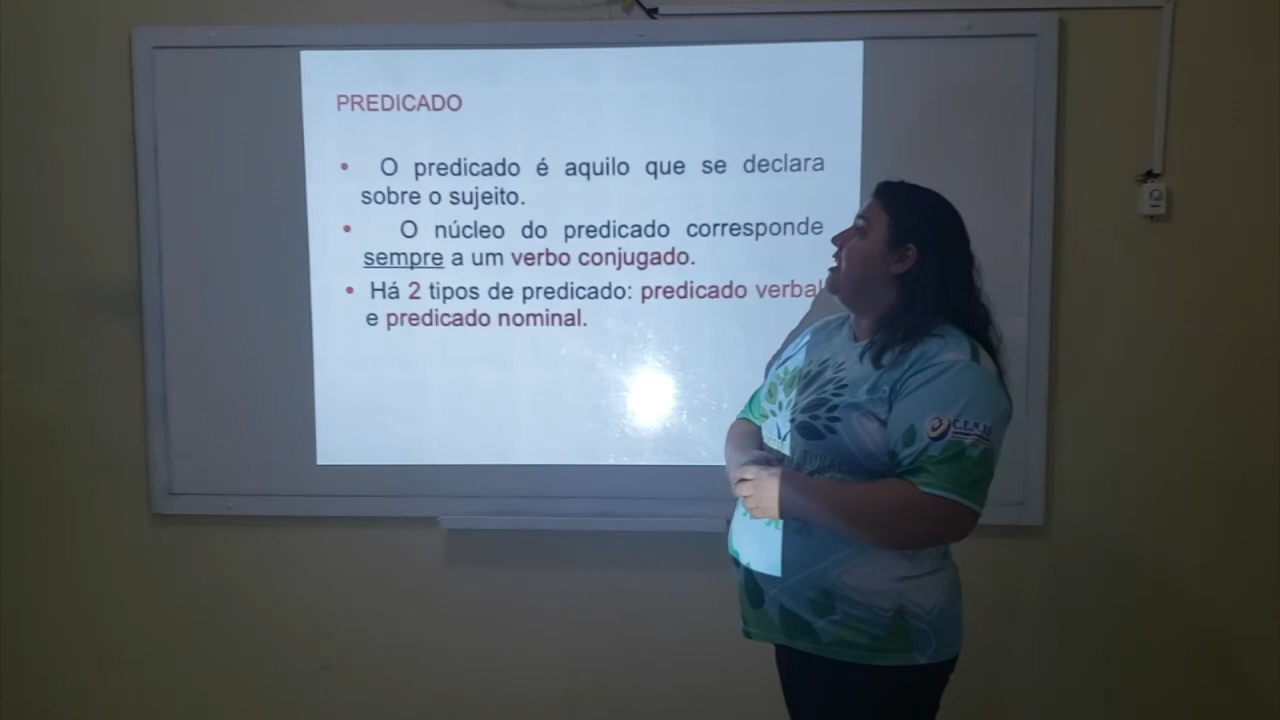 PREDICADO
• O predicado é aquilo que se declara
sobre o sujeito.
• O núcleo do predicado corresponde
sempre a um verbo conjugado.
• Há 2 tipos de predicado: predicado verbal
e predicado nominal.